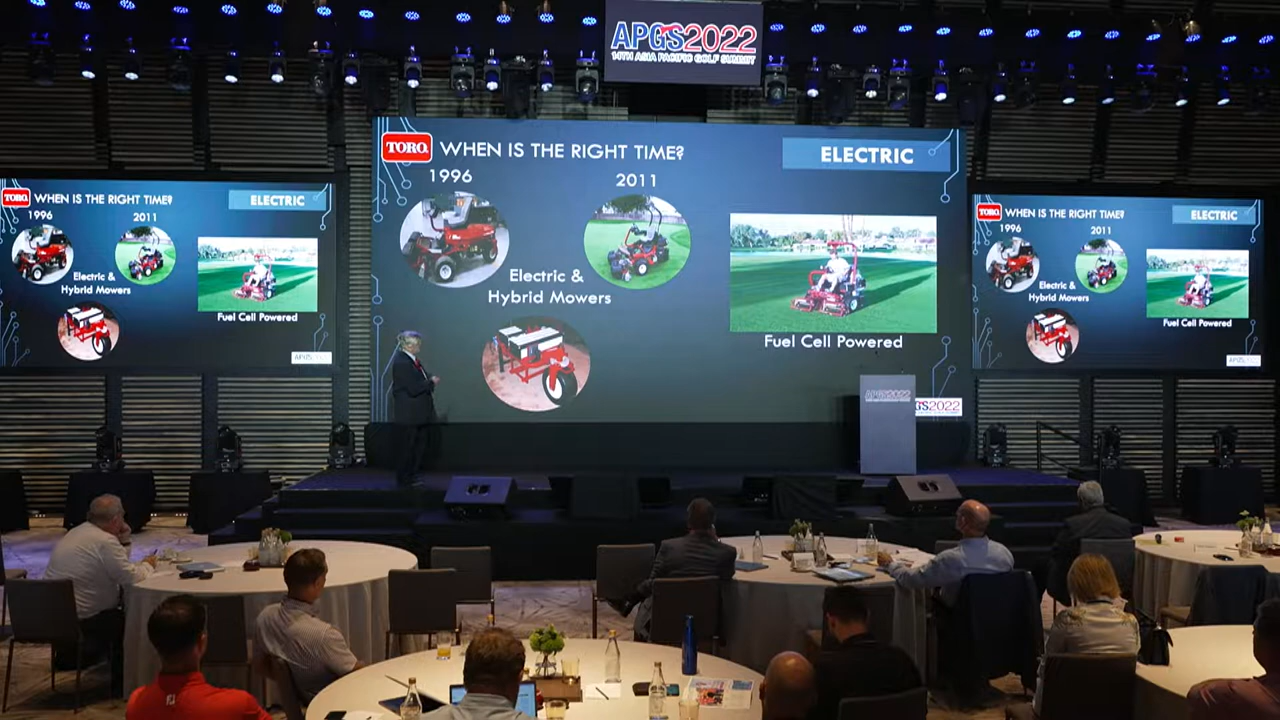 APGS2022
14TH ASIA PACIFIC GOLF SUMMIT
TORO
WHEN IS THE RIGHT TIME?
ELECTRIC
1996
2011
Electric &
Hybrid Mowers
Fuel Cell Powered
APGS2022
GS2022
TORO
WHEN IS THE RIGHT TIME?
ELECTRIC
1996
2011
Electric &
Hybrid Mowers
Fuel Cell Powered
TORO
WHEN IS THE RIGHT TIME?
ELECTRIC
1996
2011
Electric &
Hybrid Mowers
Fuel Cell Powered